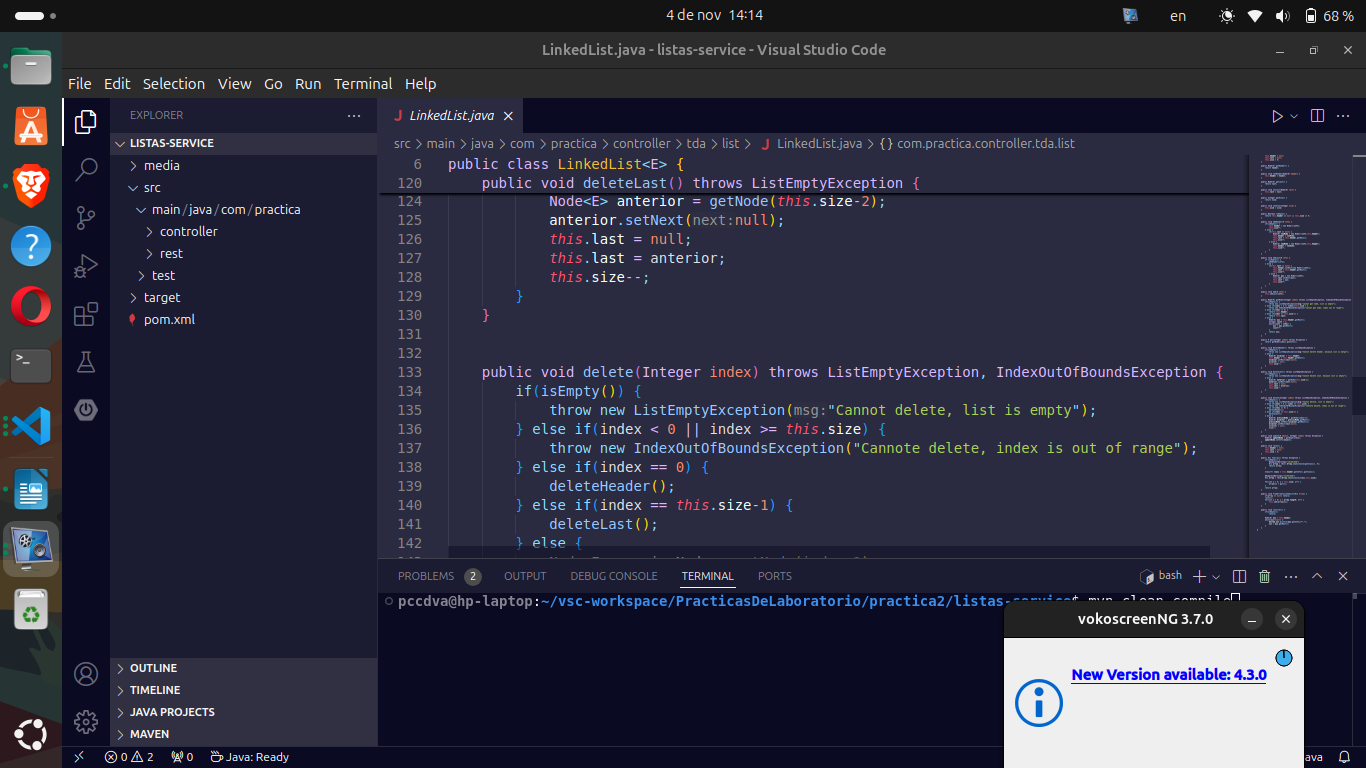 4 de nov 14:14
en
68 %
LinkedList.java - listas-service - Visual Studio Code
File Edit Selection View Go Run Terminal Help
EXPLORER
LISTAS-SERVICE
media
src
main/java/com/practica
controller
rest
test
target
pom.xml
OUTLINE
TIMELINE
JAVA PROJECTS
MAVEN
J LinkedList.java
src > main > java > com > practica > controller > tda > list > J LinkedList.java > {} com.practica.controller.tda.list
6 public class LinkedList<E> {
120 public void deleteLast() throws ListEmptyException {
124 Node<E> anterior = getNode(this.size-2);
125 anterior.setNext(next:null);
126 this.last = null;
127 this.last = anterior;
128 this.size--;
129 }
130 }
131
132
133 public void delete(Integer index) throws ListEmptyException, IndexOutOfBoundsException {
134 if(isEmpty()) {
135 throw new ListEmptyException(msg:"Cannot delete, list is empty");
136 } else if(index < 0 || index >= this.size) {
137 throw new IndexOutOfBoundsException("Cannote delete, index is out of range");
138 } else if(index == 0) {
139 deleteHeader();
140 } else if(index == this.size-1) {
141 deleteLast();
142 } else {
PROBLEMS 2 OUTPUT DEBUG CONSOLE TERMINAL PORTS
bash
pccdva@hp-laptop:~/vsc-workspace/PracticasDeLaboratorio/practica2/listas-service$ mvn clean compile
vokoscreenNG 3.7.0
New Version available: 4.3.0
0 2 0 Java: Ready
ava